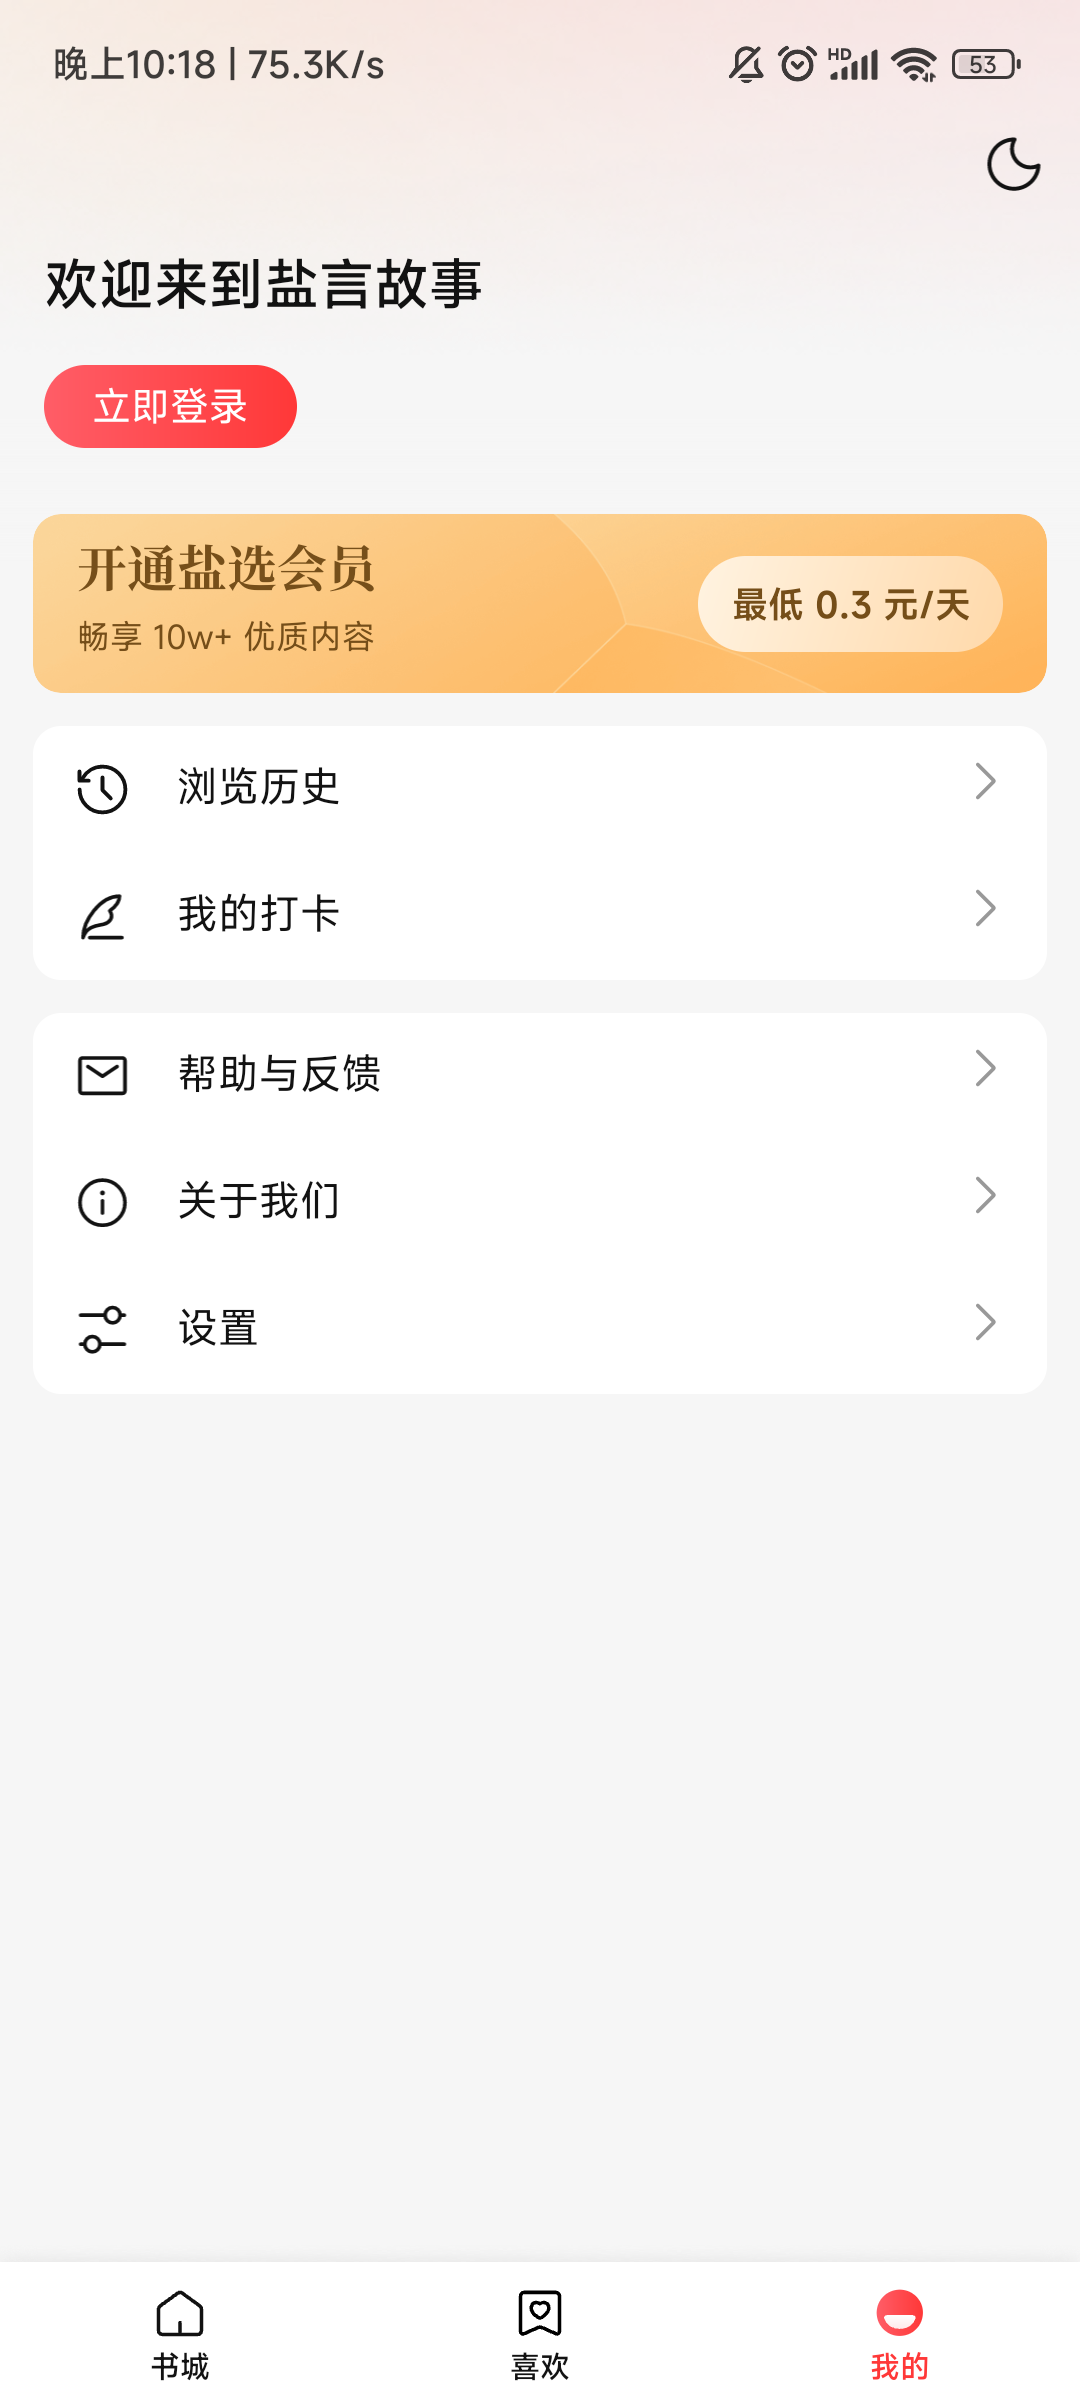 晚上10:18 | 75.3K/s
HD
53
欢迎来到盐言故事
立即登录
开通盐选会员
畅享 10w+ 优质内容
最低 0.3 元/天
浏览历史
我的打卡
帮助与反馈
关于我们
设置
书城
喜欢
我的